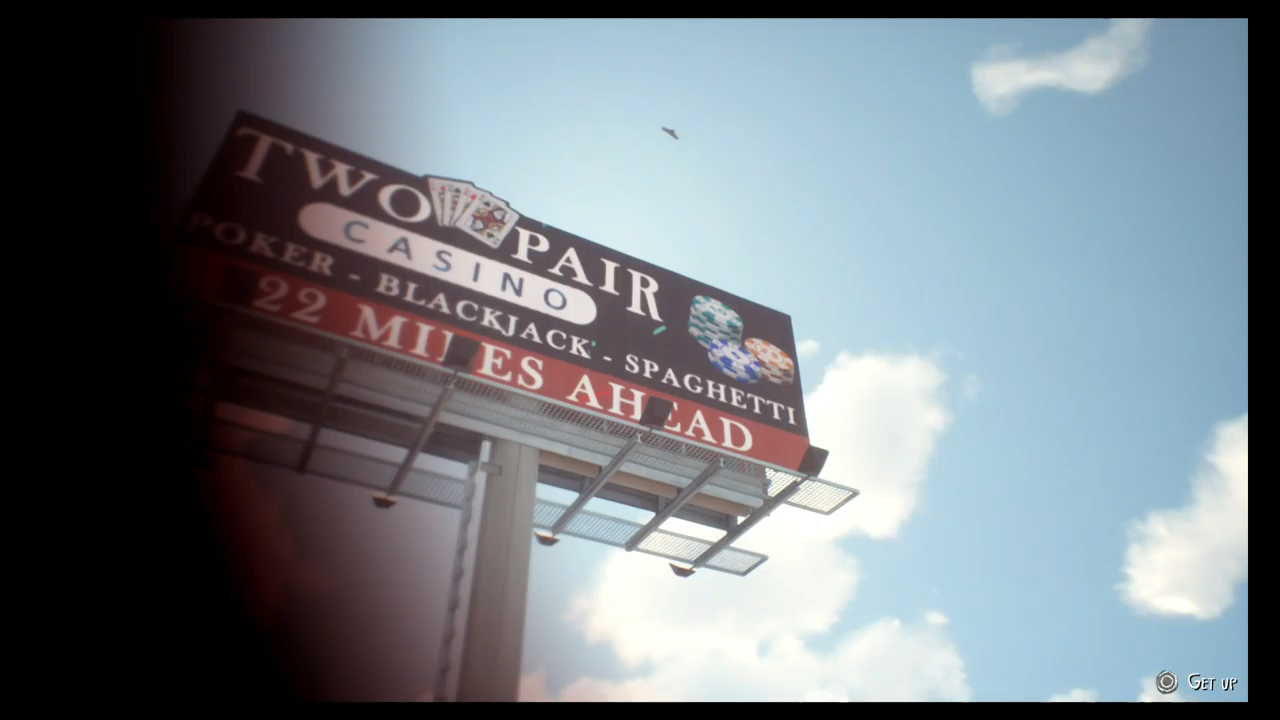 TWO PAIR
CASINO
POKER - BLACKJACK - SPAGHETTI
22 MILES AHEAD
GET UP